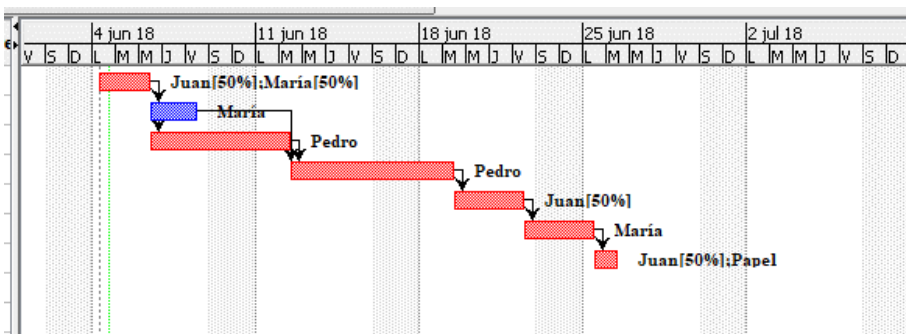 4 jun 18 11 jun 18 18 jun 18 25 jun 18 2 jul 18
V S D L M M J V S D L M M J V S D L M M J V S D L M M J V S D L M M J V S D
Juan[50%];María[50%]
María
Pedro
Pedro
Juan[50%]
María
Juan[50%];Papel